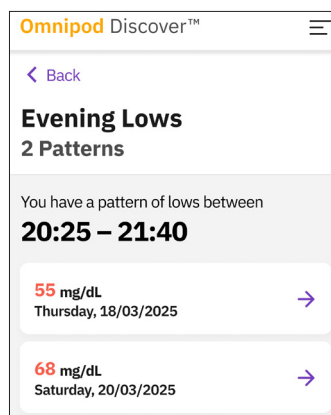 Omnipod Discover™
Back
Evening Lows
2 Patterns
You have a pattern of lows between
20:25 – 21:40
55 mg/dL
Thursday, 18/03/2025
68 mg/dL
Saturday, 20/03/2025